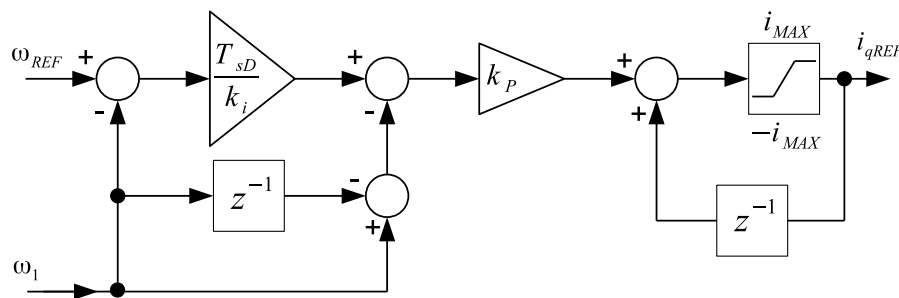 ω_REF
+
-
T_sD
k_i
+
-
k_P
+
+
i_MAX
-i_MAX
i_qREF
z^-1
-
+
z^-1
ω_1